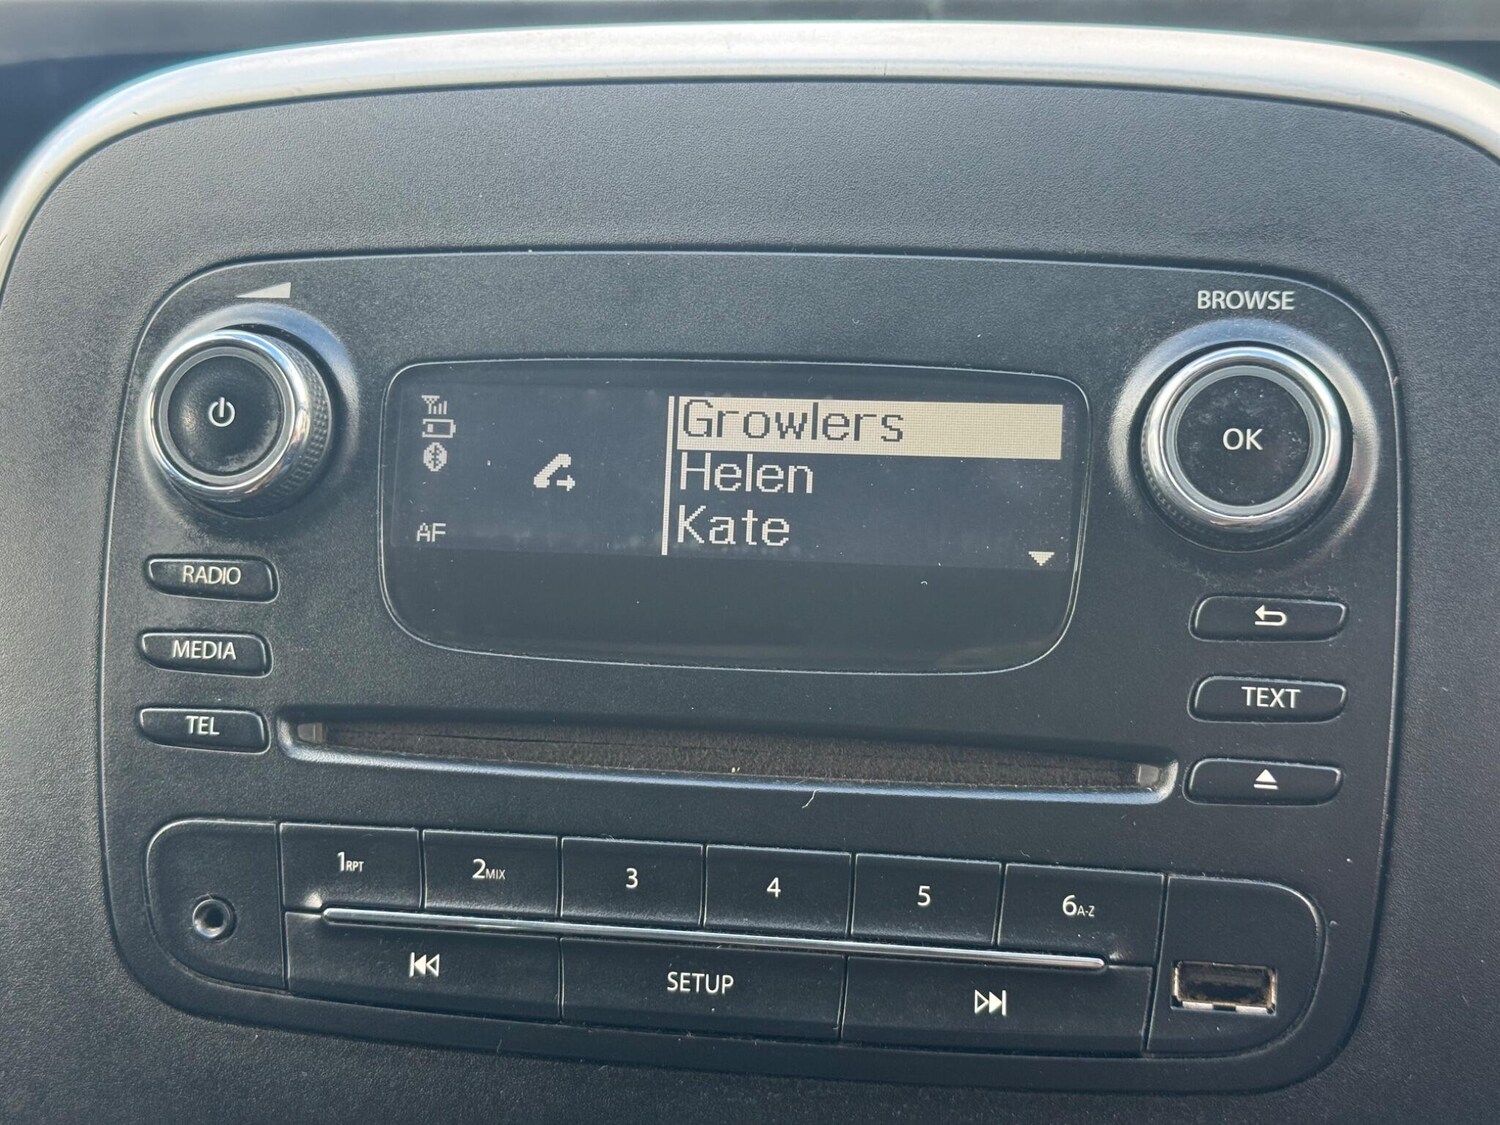 BROWSE
Growlers
Helen
Kate
AF
OK
RADIO
MEDIA
TEL
TEXT
1RPT
2MIX
3
4
5
6A-Z
SETUP